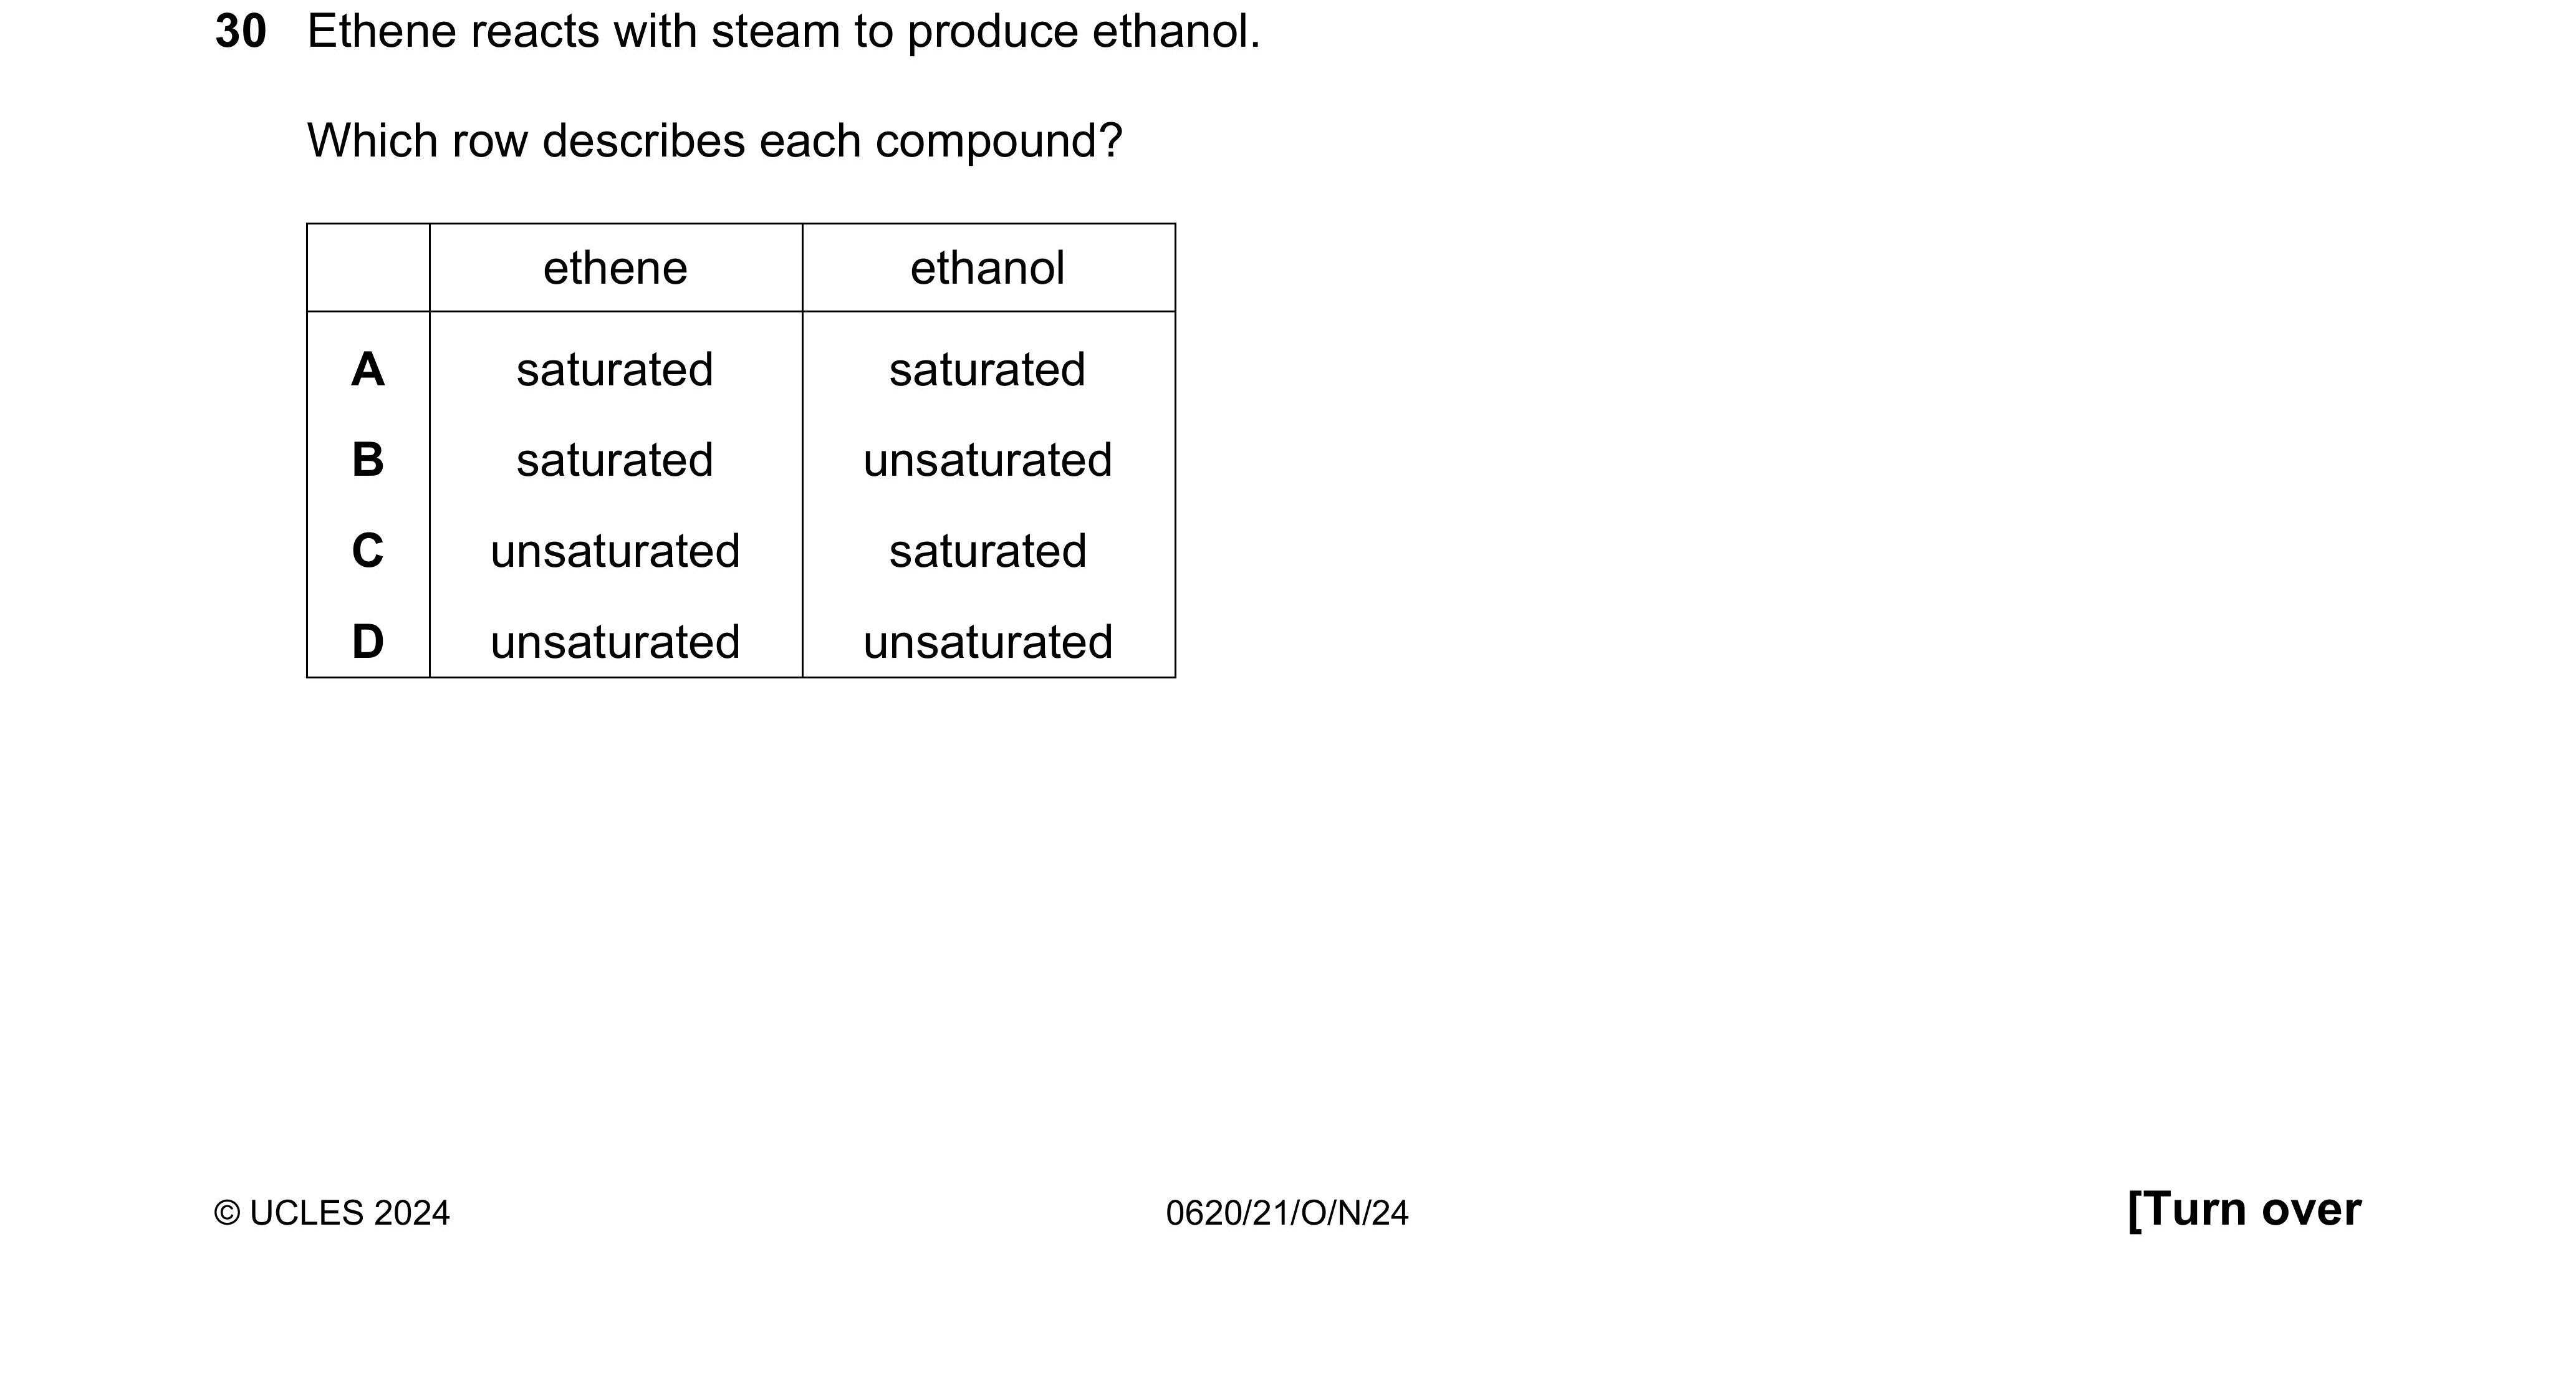 30 Ethene reacts with steam to produce ethanol.
Which row describes each compound?
ethene ethanol
A saturated saturated
B saturated unsaturated
C unsaturated saturated
D unsaturated unsaturated
© UCLES 2024 0620/21/O/N/24 [Turn over